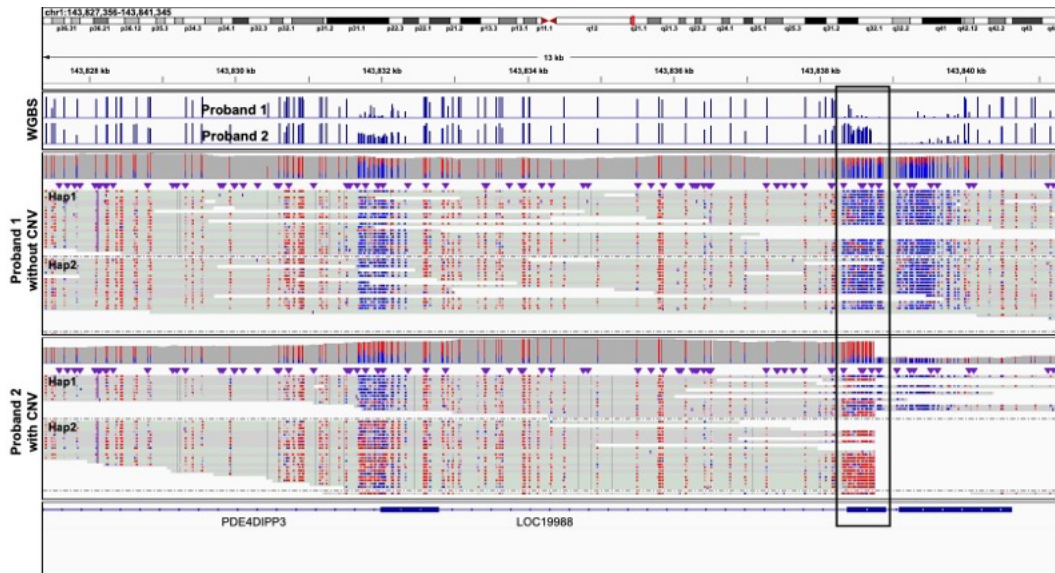 chr1:143,827,356-143,841,345
p36.31 p36.21 p36.12 p35.3 p34.3 p34.1 p32.3 p32.1 p31.2 p31.1 p22.3 p22.1 p21.2 p13.3 p13.1 p11.1 q12 q21.1 q21.3 q23.2 q24.1 q25.1 q25.3 q31.2 q32.1 q32.2 q41 q42.12 q43
13 kb
143,828 kb 143,830 kb 143,832 kb 143,834 kb 143,836 kb 143,838 kb 143,840 kb
WGBS
Proband 1
Proband 2
Proband 1
without CNV
Hap1
Hap2
Proband 2
with CNV
Hap1
Hap2
PDE4DIPP3 LOC19988